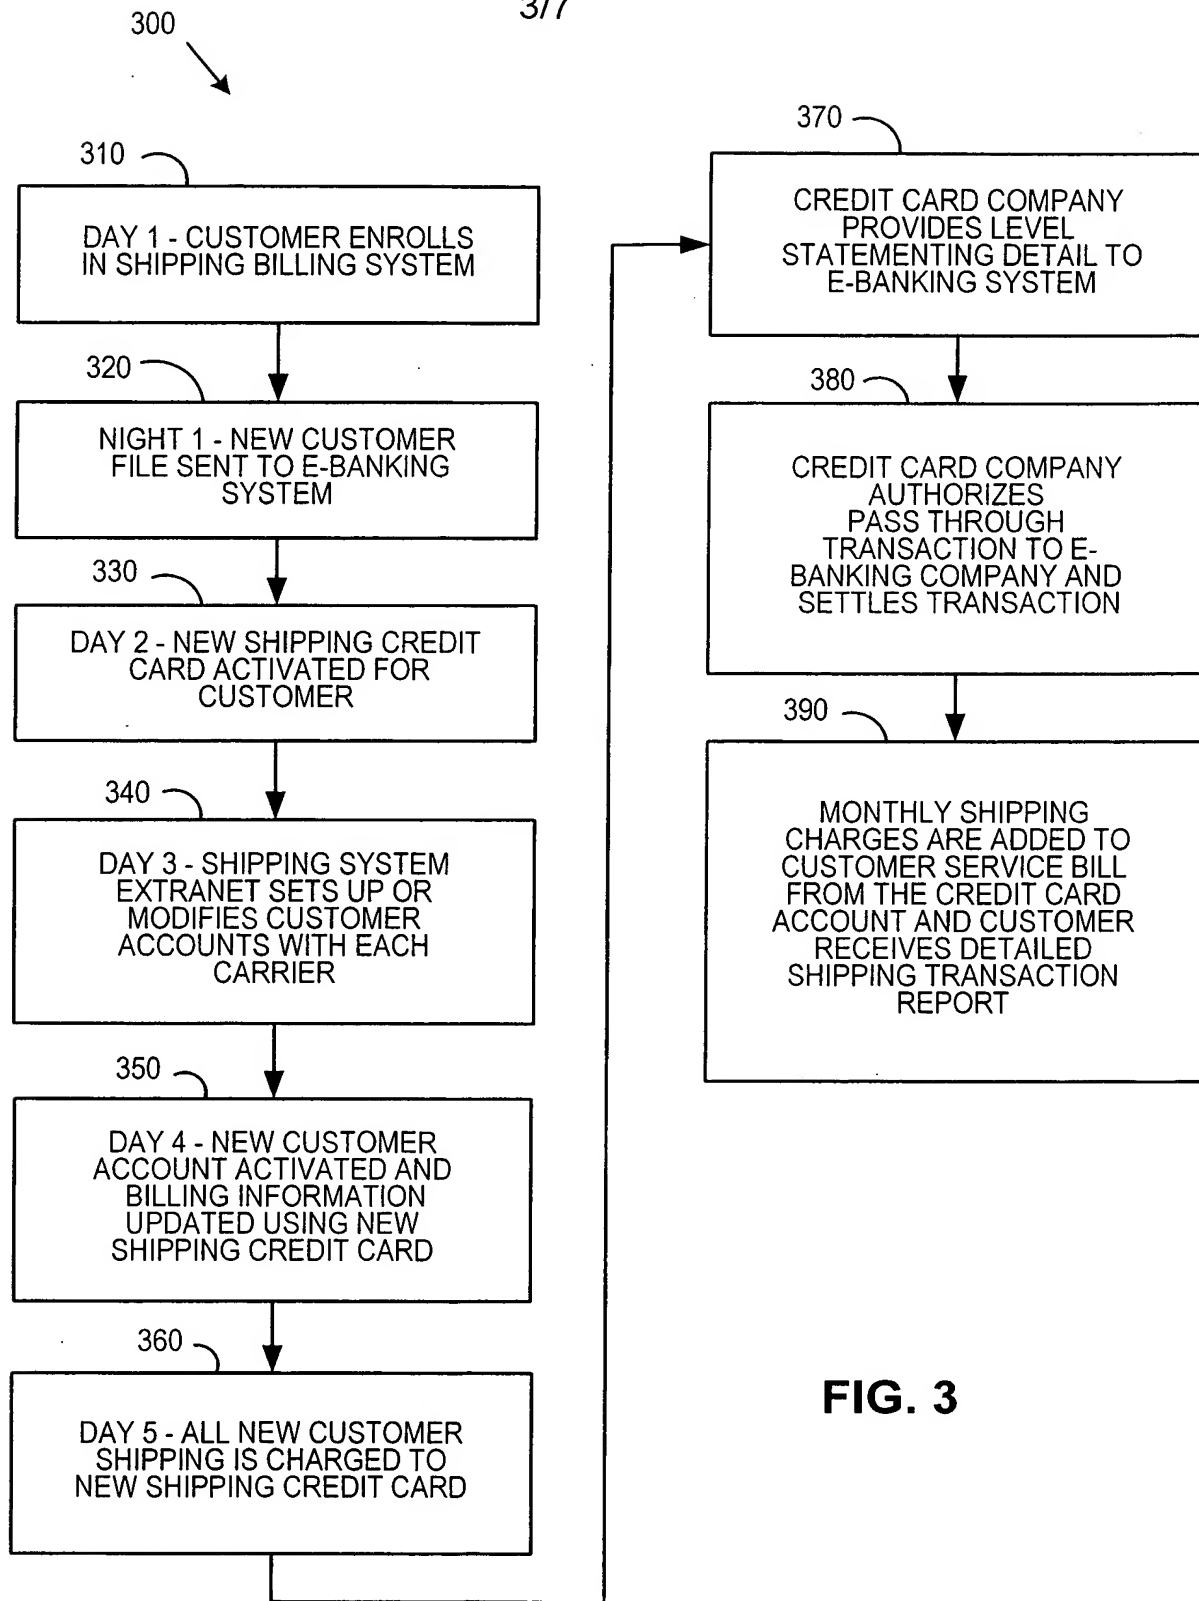 3/7
300
310
DAY 1 - CUSTOMER ENROLLS
IN SHIPPING BILLING SYSTEM
320
NIGHT 1 - NEW CUSTOMER
FILE SENT TO E-BANKING
SYSTEM
330
DAY 2 - NEW SHIPPING CREDIT
CARD ACTIVATED FOR
CUSTOMER
340
DAY 3 - SHIPPING SYSTEM
EXTRANET SETS UP OR
MODIFIES CUSTOMER
ACCOUNTS WITH EACH
CARRIER
350
DAY 4 - NEW CUSTOMER
ACCOUNT ACTIVATED AND
BILLING INFORMATION
UPDATED USING NEW
SHIPPING CREDIT CARD
360
DAY 5 - ALL NEW CUSTOMER
SHIPPING IS CHARGED TO
NEW SHIPPING CREDIT CARD
370
CREDIT CARD COMPANY
PROVIDES LEVEL
STATEMENTING DETAIL TO
E-BANKING SYSTEM
380
CREDIT CARD COMPANY
AUTHORIZES
PASS THROUGH
TRANSACTION TO E-
BANKING COMPANY AND
SETTLES TRANSACTION
390
MONTHLY SHIPPING
CHARGES ARE ADDED TO
CUSTOMER SERVICE BILL
FROM THE CREDIT CARD
ACCOUNT AND CUSTOMER
RECEIVES DETAILED
SHIPPING TRANSACTION
REPORT
FIG. 3